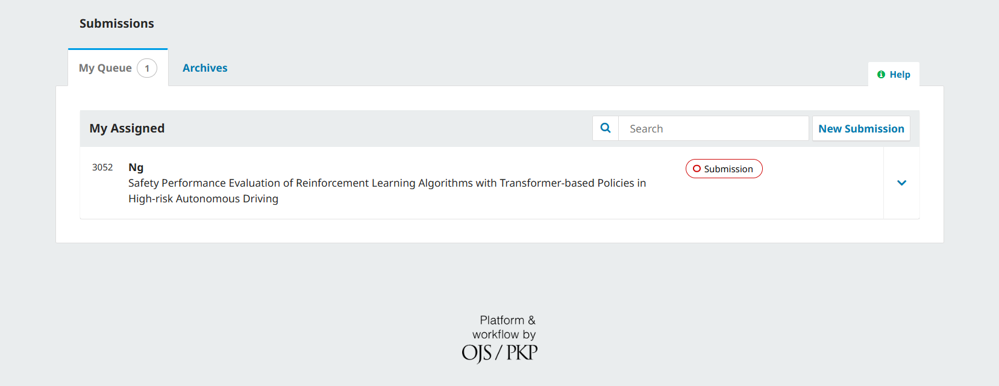 Submissions
My Queue 1
Archives
Help
My Assigned
Search
New Submission
3052
Ng
Submission
Safety Performance Evaluation of Reinforcement Learning Algorithms with Transformer-based Policies in
High-risk Autonomous Driving
Platform &
workflow by
OJS / PKP